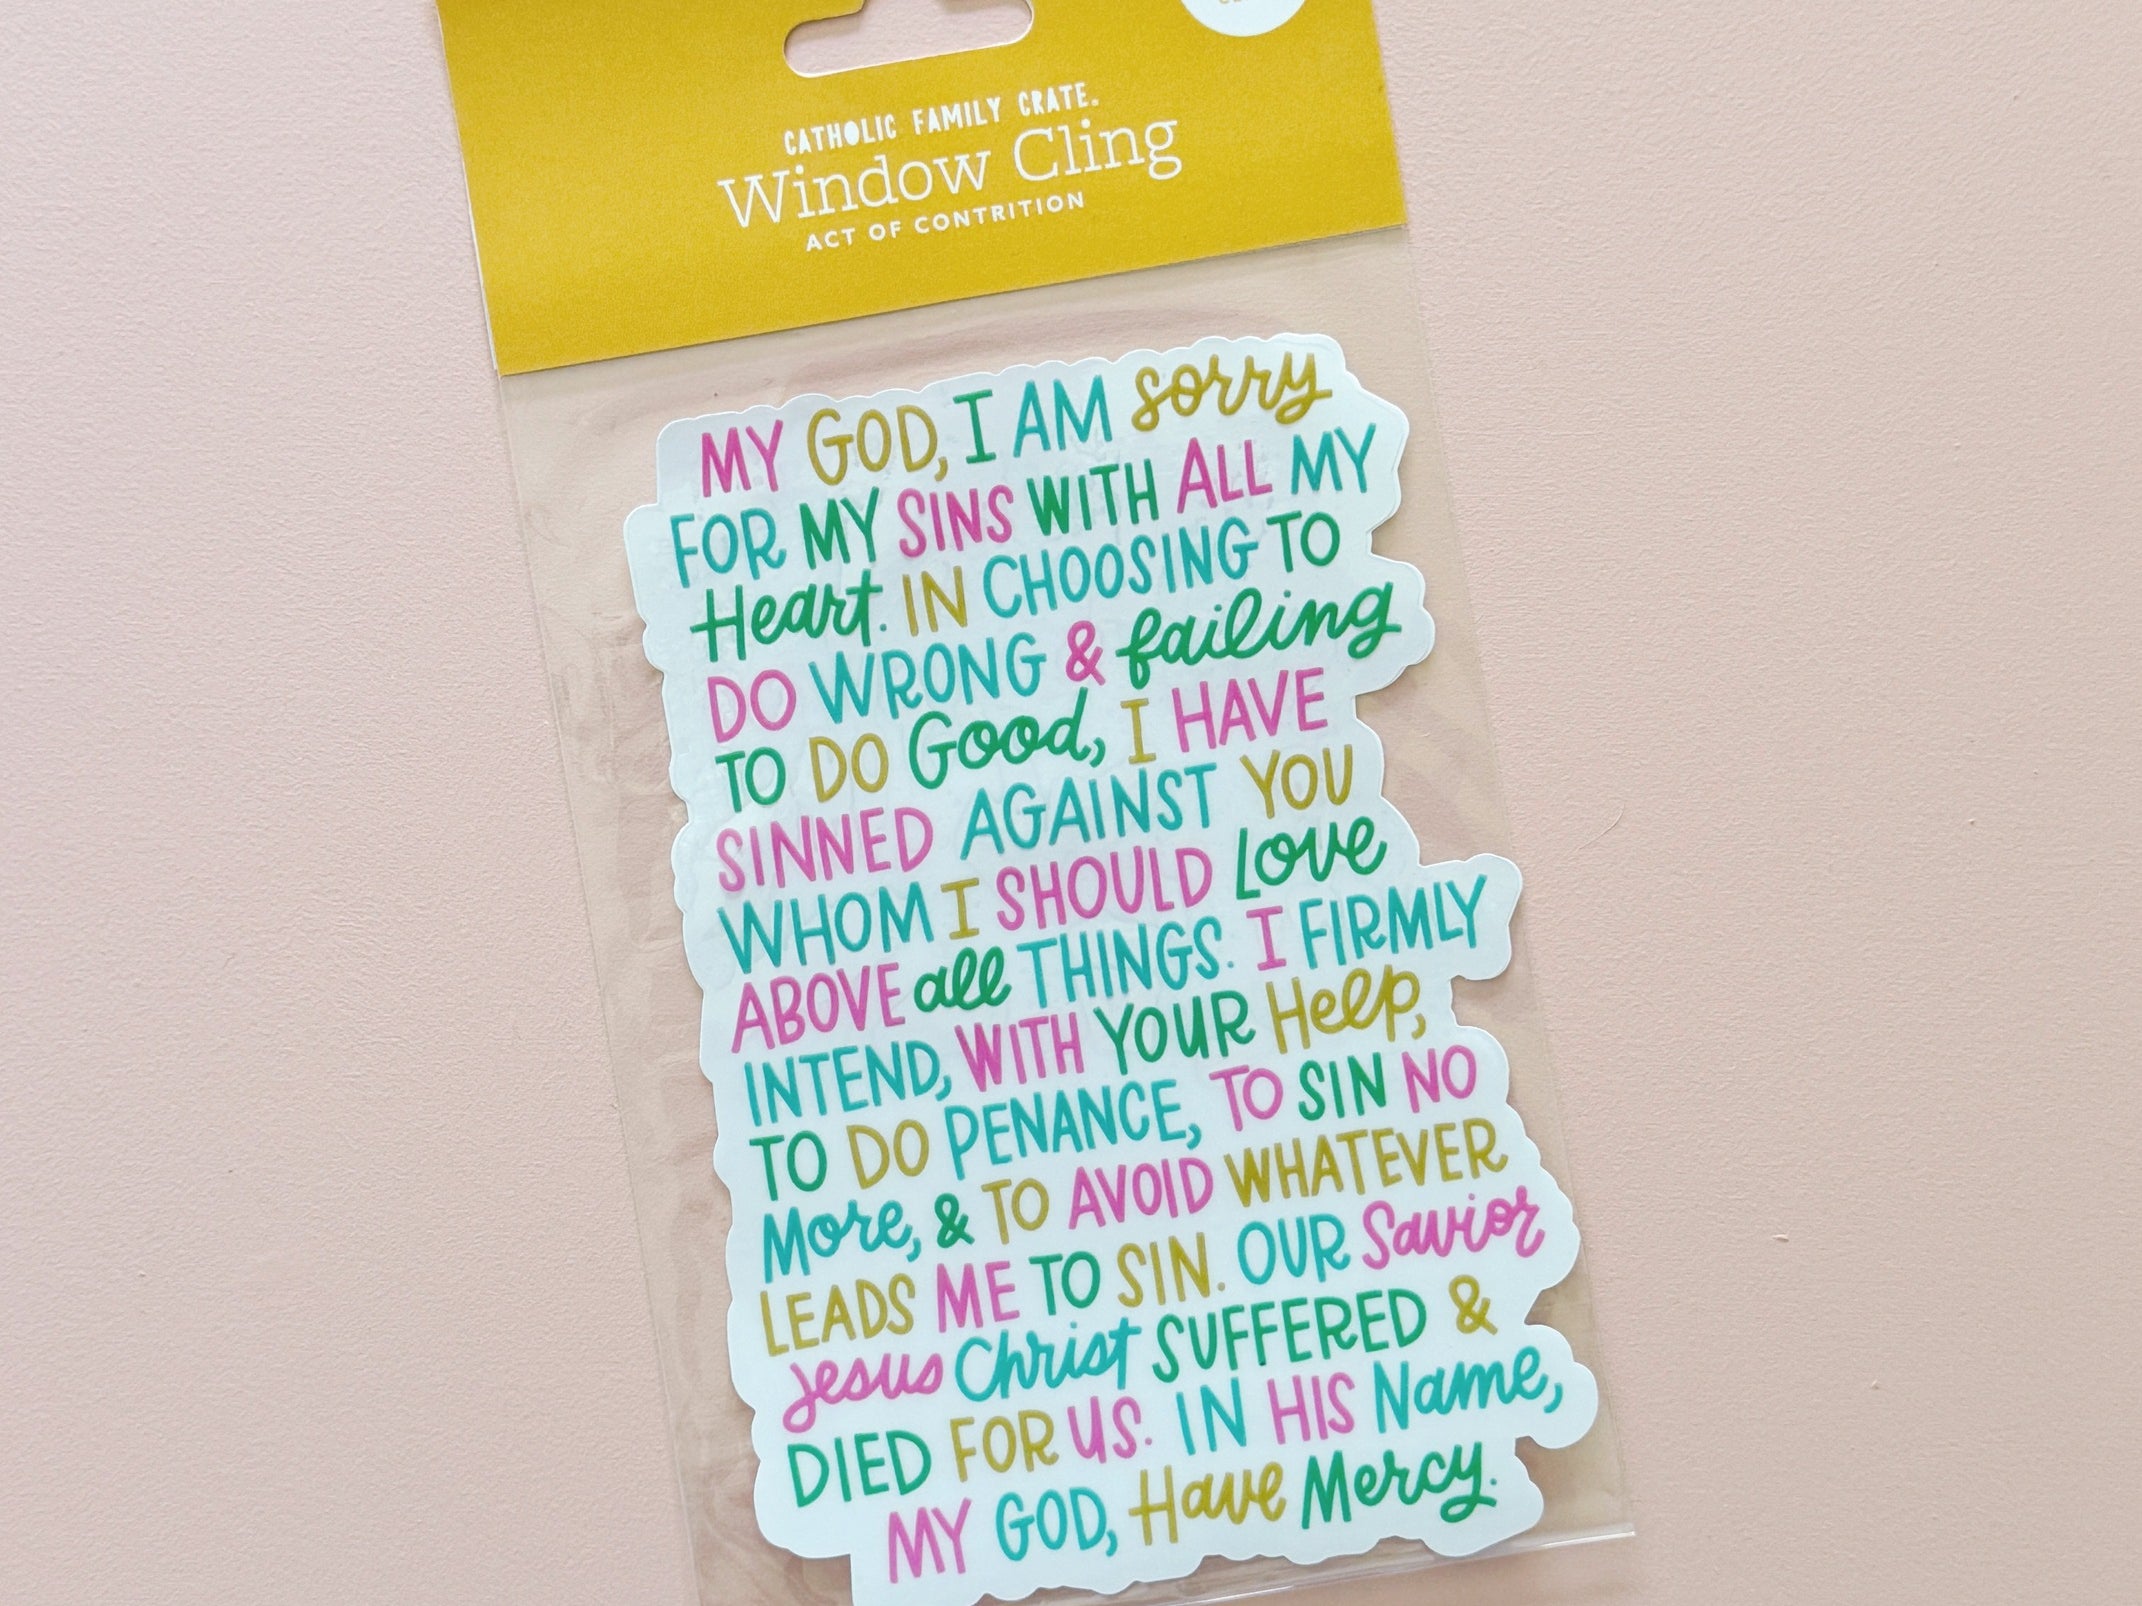 CATHOLIC FAMILY CRATE.
Window Cling
ACT OF CONTRITION
MY GOD, I AM sorry
FOR MY SINS WITH ALL MY
Heart. IN CHOOSING TO
DO WRONG & failing
TO DO Good, I HAVE
SINNED AGAINST YOU
WHOM I SHOULD Love
ABOVE all THINGS. I FIRMLY
INTEND, WITH YOUR Help,
TO DO PENANCE, TO SIN NO
More, & TO AVOID WHATEVER
LEADS ME TO SIN. OUR Savior
Jesus Christ SUFFERED &
DIED FOR US. IN HIS Name,
MY GOD, Have Mercy.